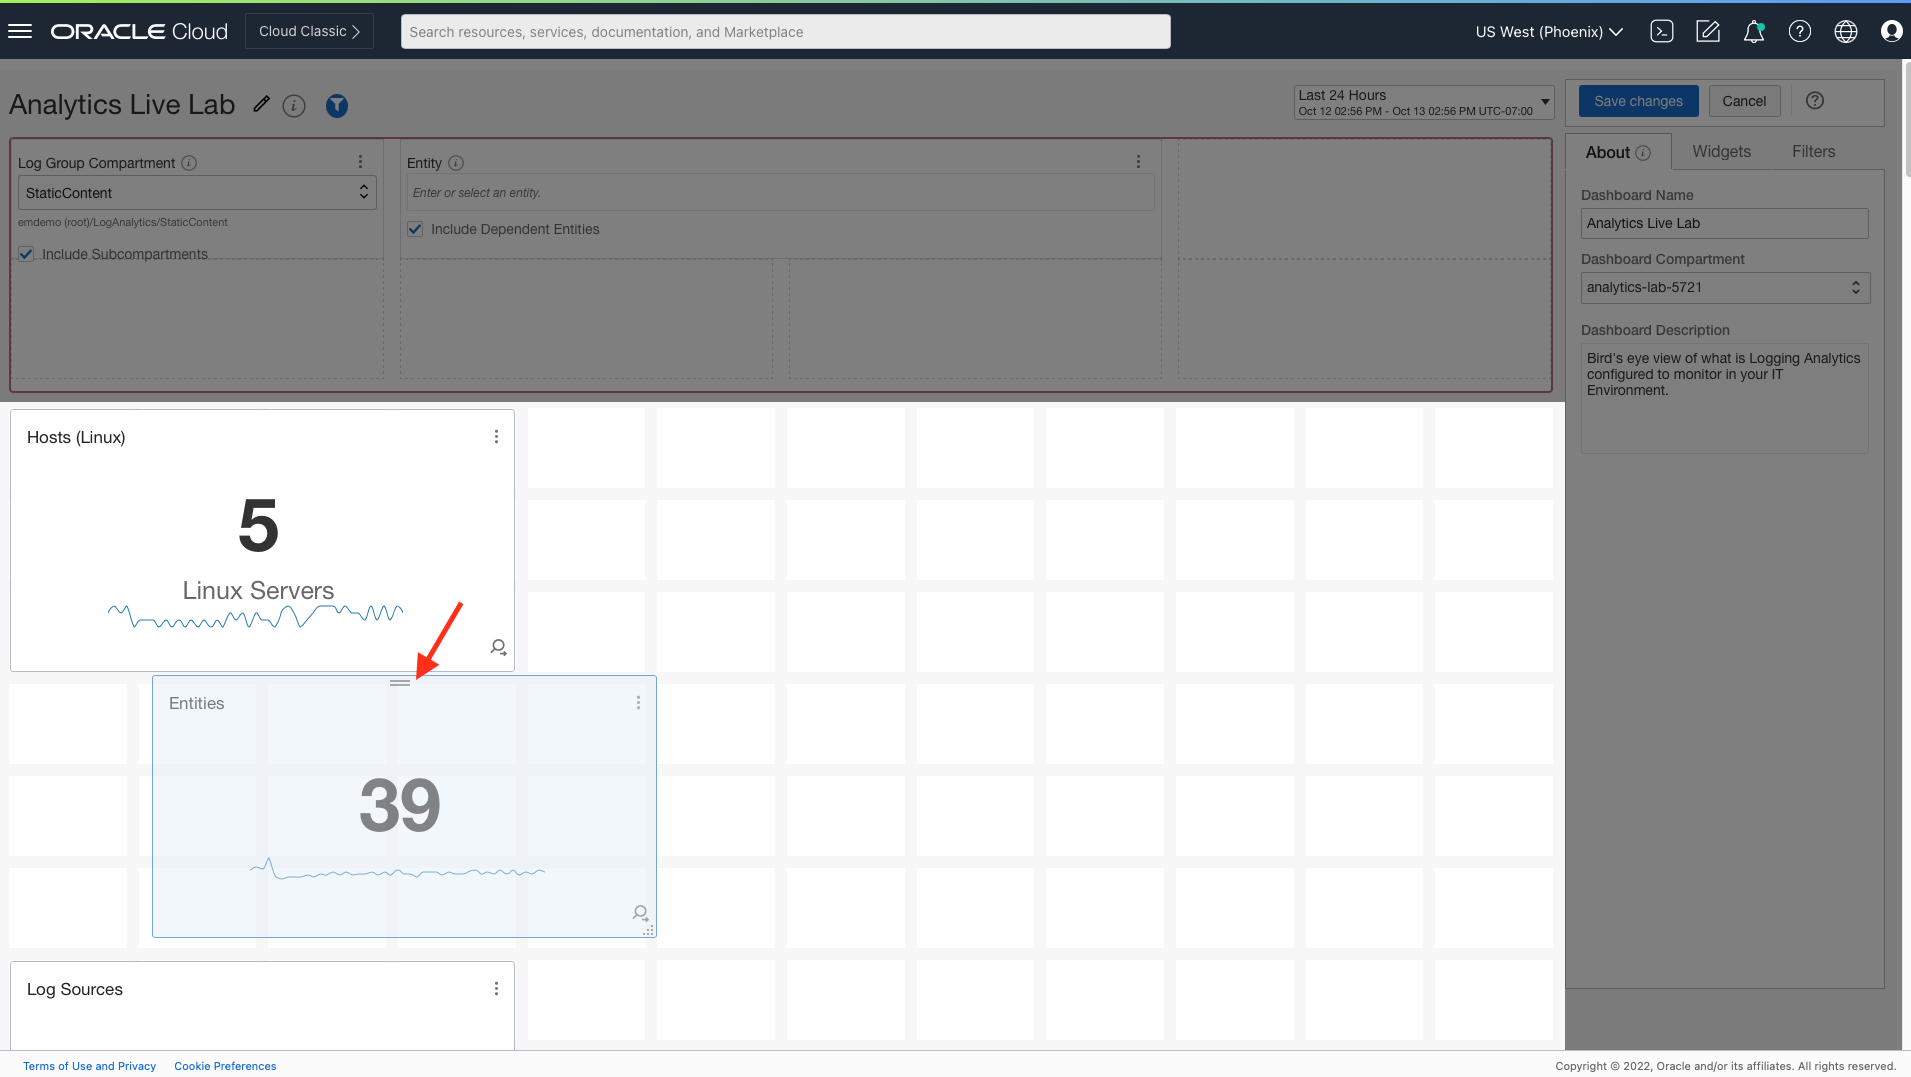 ORACLE Cloud
Cloud Classic
Search resources, services, documentation, and Marketplace
US West (Phoenix)
Analytics Live Lab
Last 24 Hours
Oct 12 02:56 PM - Oct 13 02:56 PM UTC-07:00
Save changes
Cancel
Log Group Compartment
StaticContent
emdemo (root)/LogAnalytics/StaticContent
Include Subcompartments
Entity
Enter or select an entity.
Include Dependent Entities
About
Widgets
Filters
Dashboard Name
Analytics Live Lab
Dashboard Compartment
analytics-lab-5721
Dashboard Description
Bird's eye view of what is Logging Analytics
configured to monitor in your IT
Environment.
Hosts (Linux)
5
Linux Servers
Entities
39
Log Sources
Terms of Use and Privacy
Cookie Preferences
Copyright © 2022, Oracle and/or its affiliates. All rights reserved.